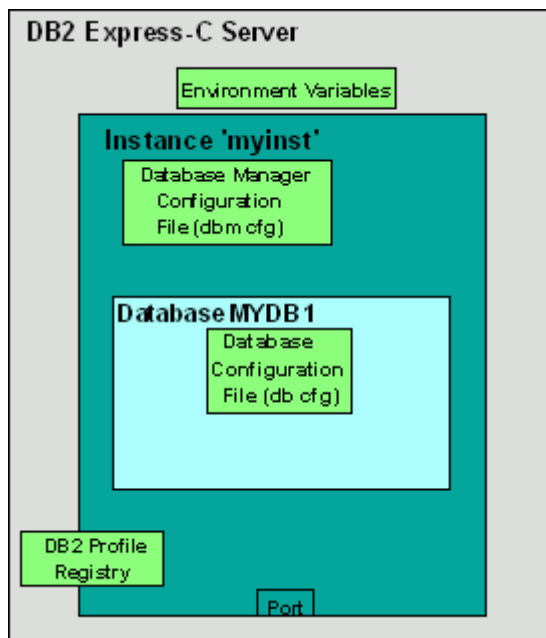 DB2 Express-C Server
Environment Variables
Instance 'myinst'
Database Manager
Configuration
File (dbm cfg)
Database MYDB1
Database
Configuration
File (db cfg)
DB2 Profile
Registry
Port